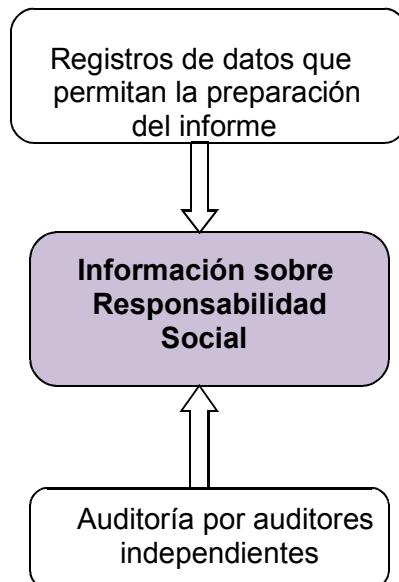 Registros de datos que
permitan la preparación
del informe
Información sobre
Responsabilidad
Social
Auditoría por auditores
independientes